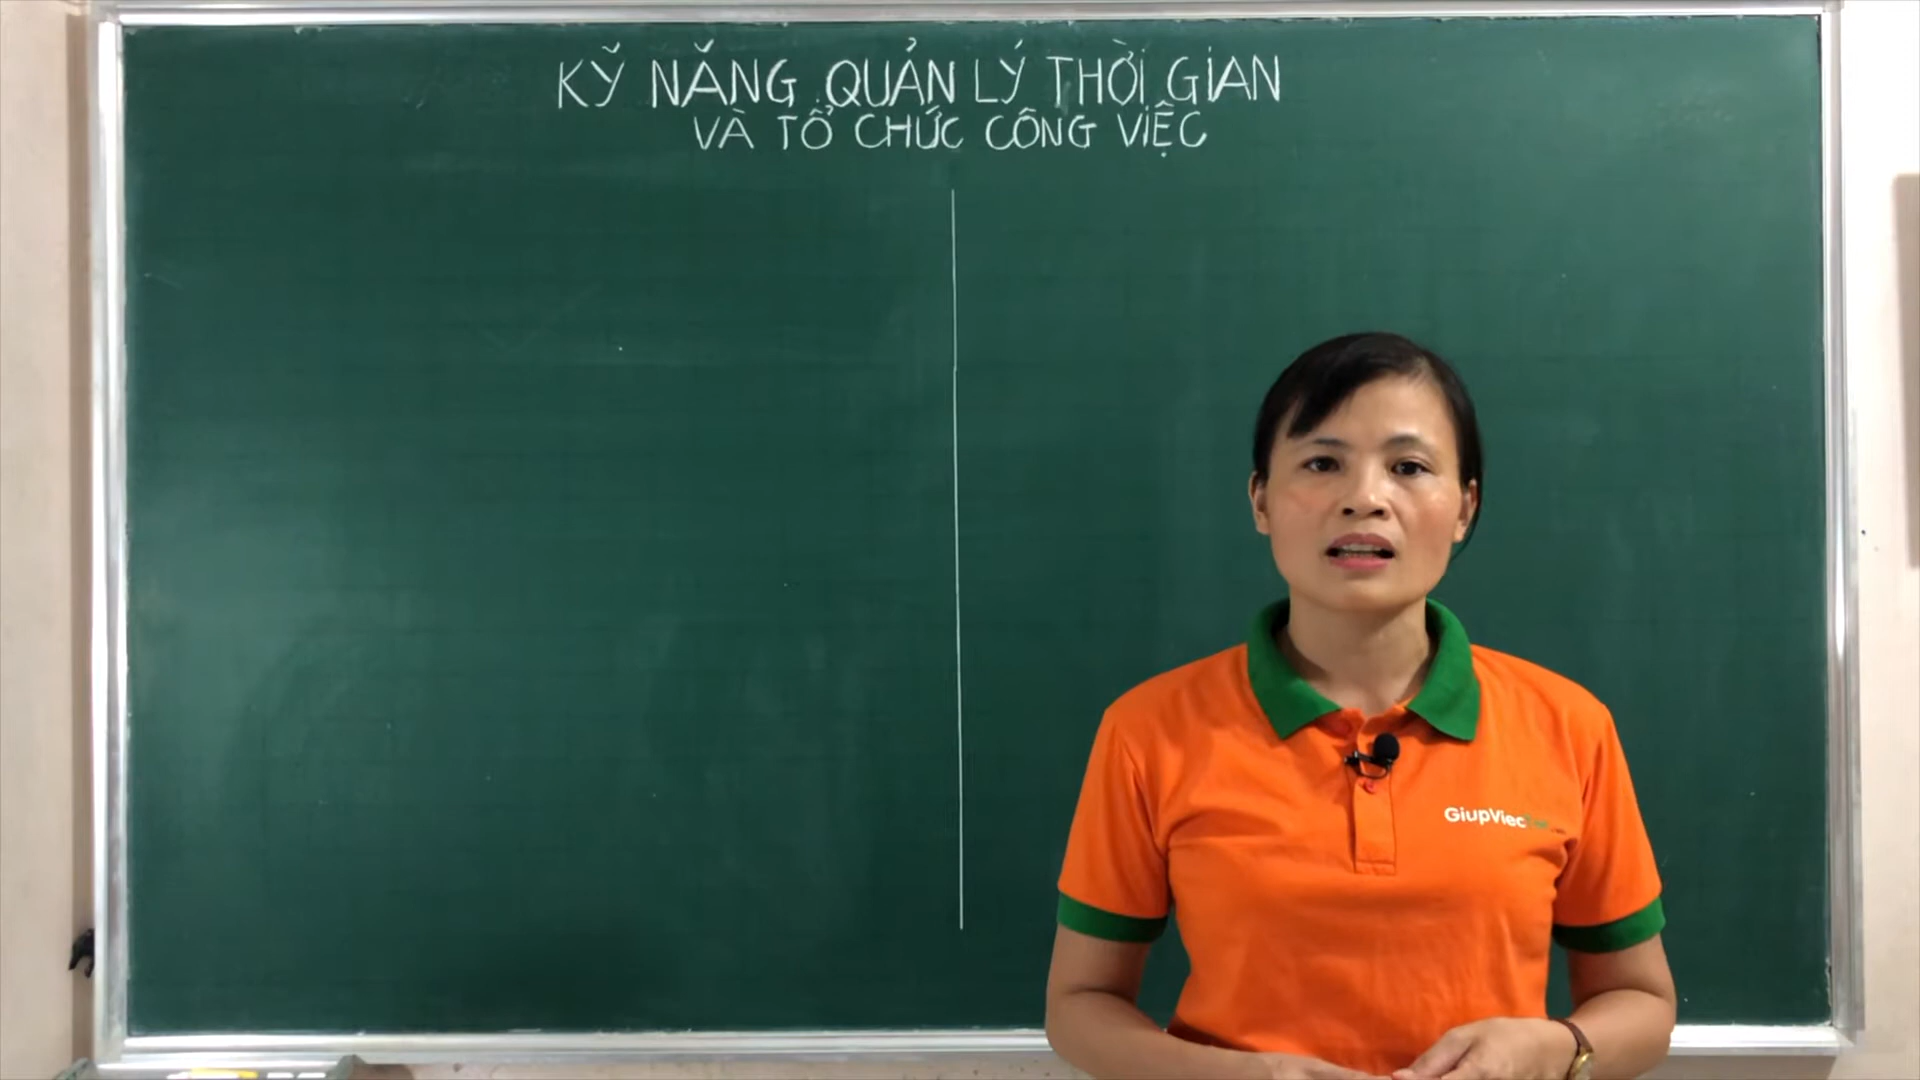 KỸ NĂNG QUẢN LÝ THỜI GIAN
VÀ TỔ CHỨC CÔNG VIỆC
GiupViec